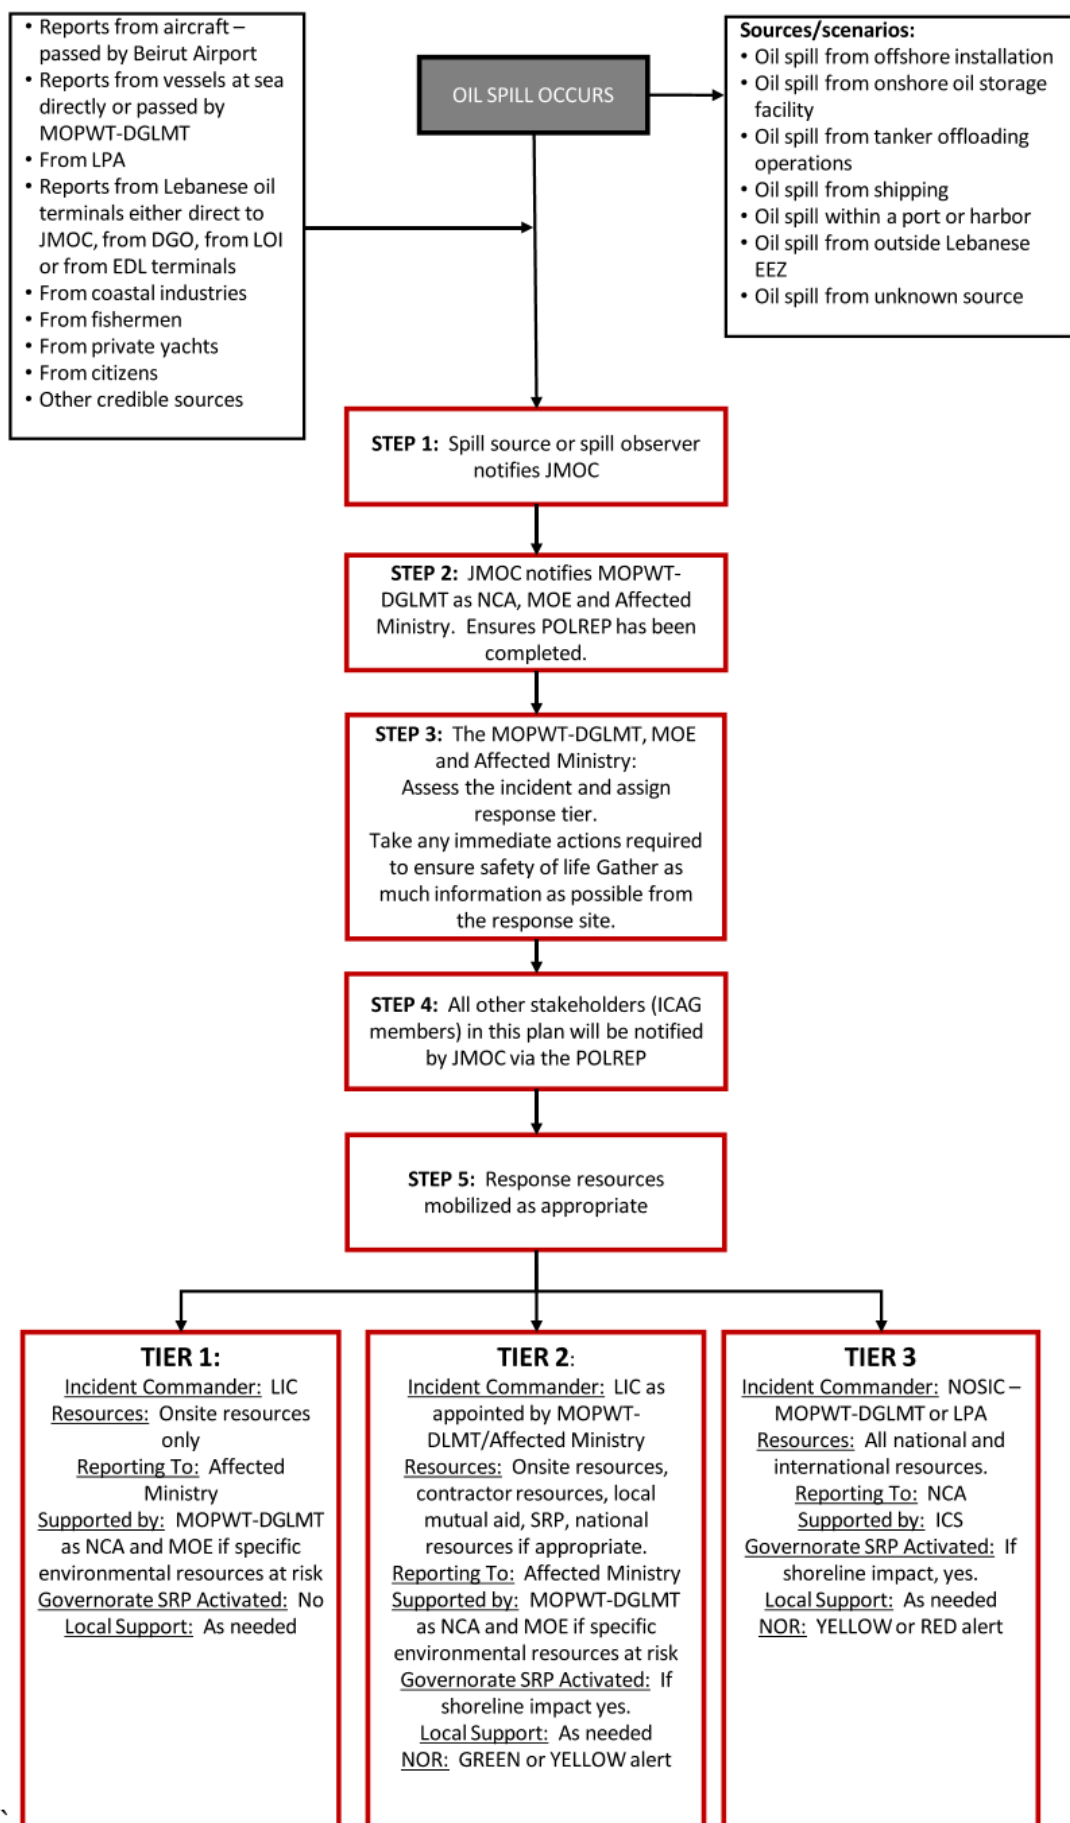 • Reports from aircraft –
passed by Beirut Airport
• Reports from vessels at sea
directly or passed by
MOPWT-DGLMT
• From LPA
• Reports from Lebanese oil
terminals either direct to
JMOC, from DGO, from LOI
or from EDL terminals
• From coastal industries
• From fishermen
• From private yachts
• From citizens
• Other credible sources
OIL SPILL OCCURS
Sources/scenarios:
• Oil spill from offshore installation
• Oil spill from onshore oil storage
facility
• Oil spill from tanker offloading
operations
• Oil spill from shipping
• Oil spill within a port or harbor
• Oil spill from outside Lebanese
EEZ
• Oil spill from unknown source
STEP 1: Spill source or spill observer
notifies JMOC
STEP 2: JMOC notifies MOPWT-
DGLMT as NCA, MOE and Affected
Ministry. Ensures POLREP has been
completed.
STEP 3: The MOPWT-DGLMT, MOE
and Affected Ministry:
Assess the incident and assign
response tier.
Take any immediate actions required
to ensure safety of life Gather as
much information as possible from
the response site.
STEP 4: All other stakeholders (ICAG
members) in this plan will be notified
by JMOC via the POLREP
STEP 5: Response resources
mobilized as appropriate
TIER 1:
Incident Commander: LIC
Resources: Onsite resources
only
Reporting To: Affected
Ministry
Supported by: MOPWT-DGLMT
as NCA and MOE if specific
environmental resources at risk
Governorate SRP Activated: No
Local Support: As needed
TIER 2:
Incident Commander: LIC as
appointed by MOPWT-
DLMT/Affected Ministry
Resources: Onsite resources,
contractor resources, local
mutual aid, SRP, national
resources if appropriate.
Reporting To: Affected Ministry
Supported by: MOPWT-DGLMT
as NCA and MOE if specific
environmental resources at risk
Governorate SRP Activated: If
shoreline impact yes.
Local Support: As needed
NOR: GREEN or YELLOW alert
TIER 3
Incident Commander: NOSIC –
MOPWT-DGLMT or LPA
Resources: All national and
international resources.
Reporting To: NCA
Supported by: ICS
Governorate SRP Activated: If
shoreline impact, yes.
Local Support: As needed
NOR: YELLOW or RED alert
`